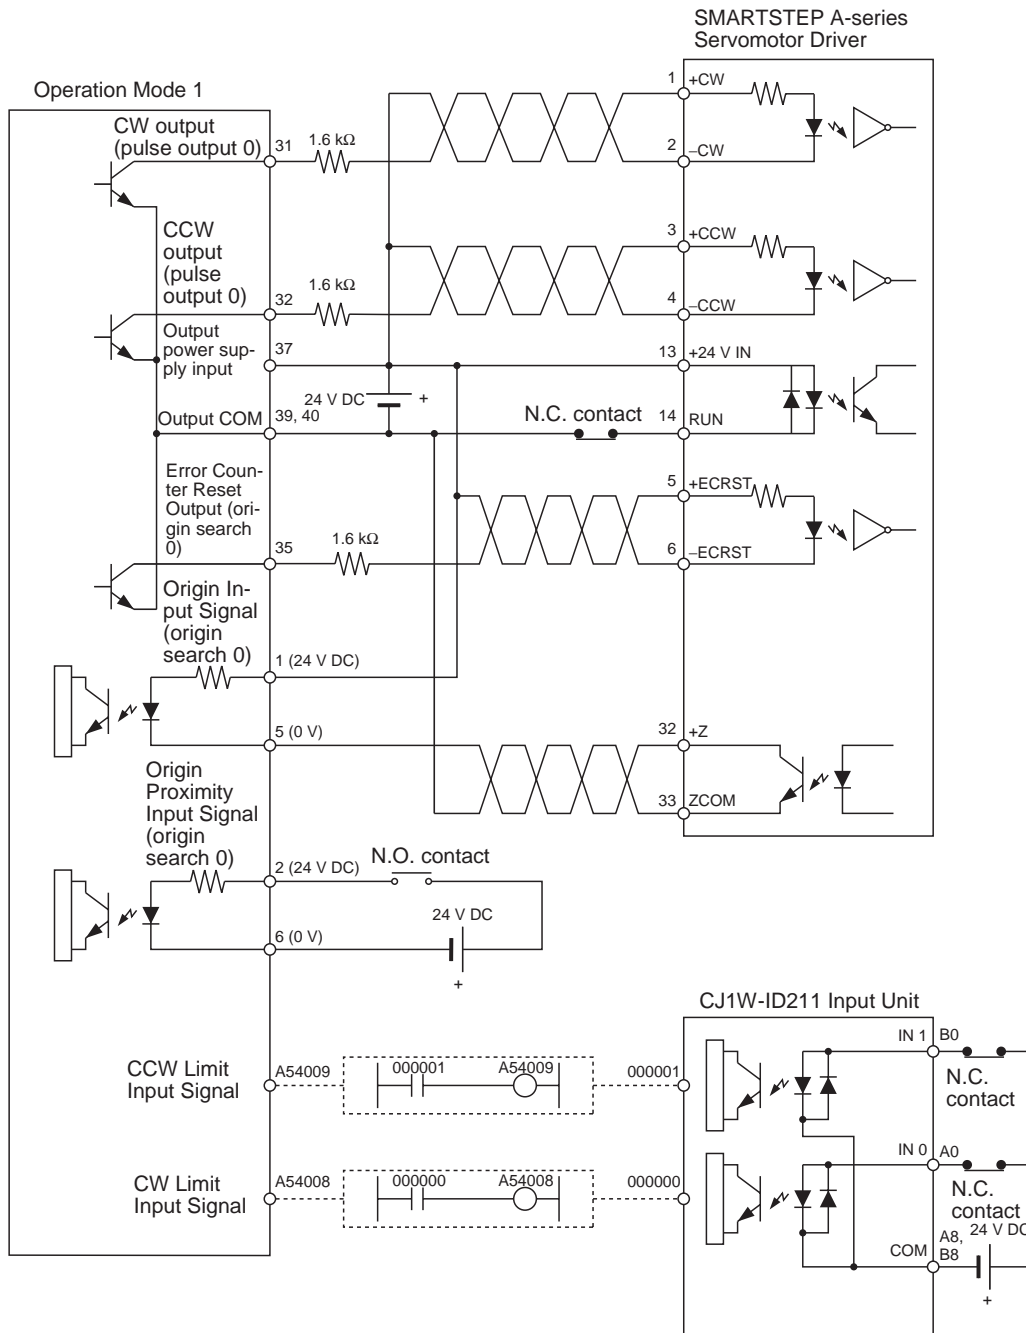 SMARTSTEP A-series
Servomotor Driver
Operation Mode 1
CW output
(pulse output 0)
31
1.6 kΩ
1
+CW
2
–CW
CCW
output
(pulse
output 0)
32
1.6 kΩ
3
+CCW
4
–CCW
Output
power sup-
ply input
37
13
+24 V IN
24 V DC
+
Output COM
39, 40
N.C. contact
14
RUN
Error Coun-
ter Reset
Output (ori-
gin search
0)
35
1.6 kΩ
5
+ECRST
6
–ECRST
Origin In-
put Signal
(origin
search 0)
1 (24 V DC)
5 (0 V)
32
+Z
33
ZCOM
Origin
Proximity
Input Signal
(origin
search 0)
2 (24 V DC)
N.O. contact
24 V DC
6 (0 V)
+
CJ1W-ID211 Input Unit
IN 1
B0
N.C.
contact
CCW Limit
Input Signal
A54009
000001
A54009
000001
IN 0
A0
N.C.
contact
CW Limit
Input Signal
A54008
000000
A54008
000000
24 V DC
COM
A8,
B8
+